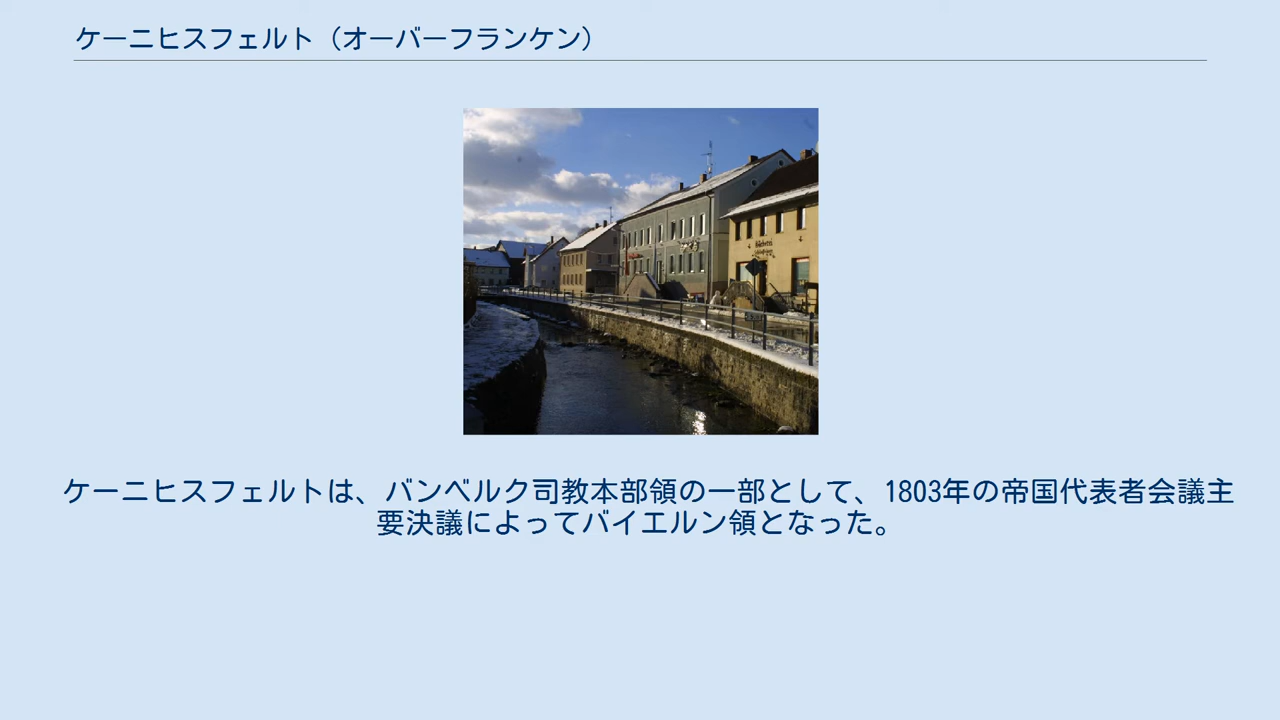 ケーニヒスフェルト（オーバーフランケン）
ケーニヒスフェルトは、バンベルク司教本部領の一部として、1803年の帝国代表者会議主
要決議によってバイエルン領となった。